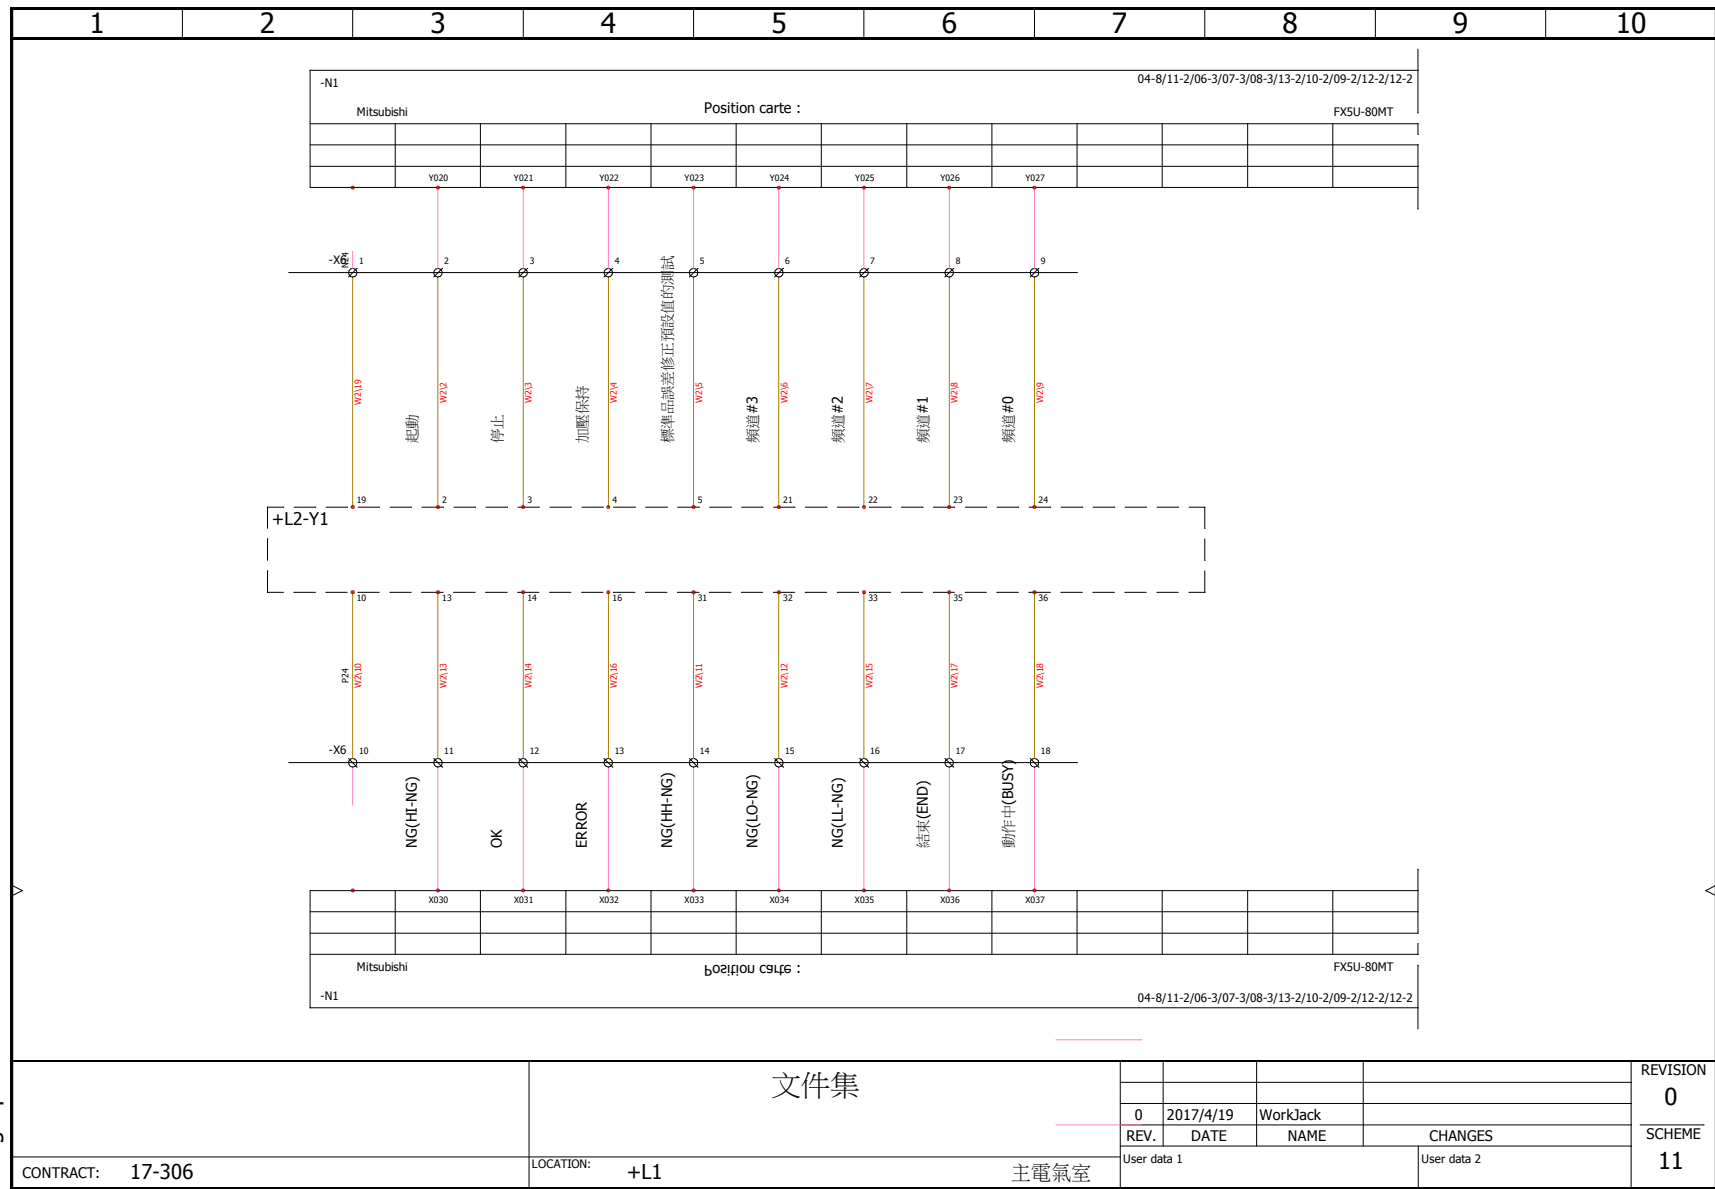 1 2 3 4 5 6 7 8 9 10
-N1 04-8/11-2/06-3/07-3/08-3/13-2/10-2/09-2/12-2/12-2
Mitsubishi Position carte : FX5U-80MT
Y020 Y021 Y022 Y023 Y024 Y025 Y026 Y027
-X6 1 2 3 4 5 6 7 8 9
N24
W2\19 W2\2 W2\3 W2\4 W2\5 W2\6 W2\7 W2\8 W2\9
起動
停止
加壓保持
標準品誤差修正預設值的測試
頻道#3
頻道#2
頻道#1
頻道#0
19 2 3 4 5 21 22 23 24
+L2-Y1
10 13 14 16 31 32 33 35 36
P24
W2\10 W2\13 W2\14 W2\16 W2\11 W2\12 W2\15 W2\17 W2\18
-X6 10 11 12 13 14 15 16 17 18
NG(HI-NG)
OK
ERROR
NG(HH-NG)
NG(LO-NG)
NG(LL-NG)
結束(END)
動作中(BUSY)
X030 X031 X032 X033 X034 X035 X036 X037
Mitsubishi Position carte : FX5U-80MT
-N1 04-8/11-2/06-3/07-3/08-3/13-2/10-2/09-2/12-2/12-2
文件集
REVISION
0
0 2017/4/19 WorkJack
REV. DATE NAME CHANGES
SCHEME
11
User data 1 User data 2
CONTRACT: 17-306
LOCATION: +L1 主電氣室